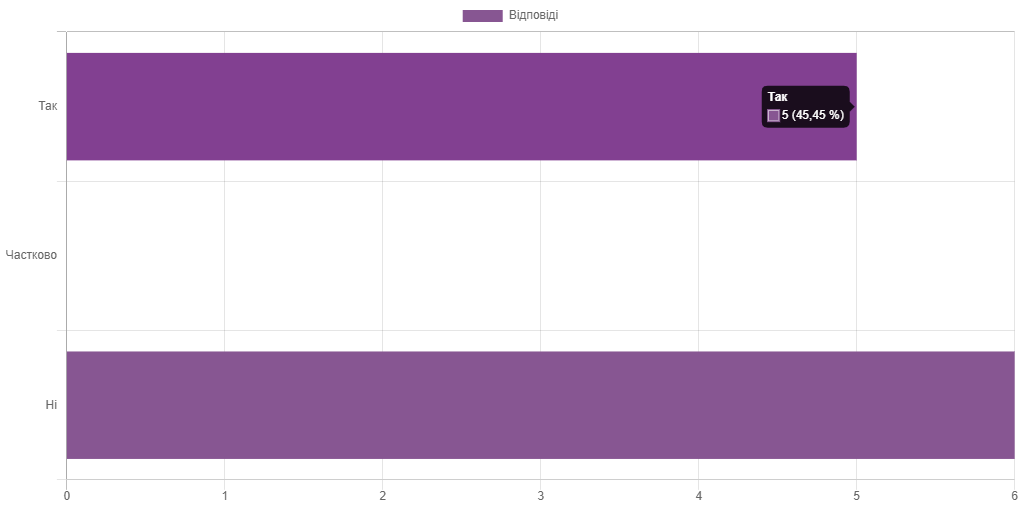 Відповіді
Так
Так
5 (45,45 %)
Частково
Ні
0 1 2 3 4 5 6